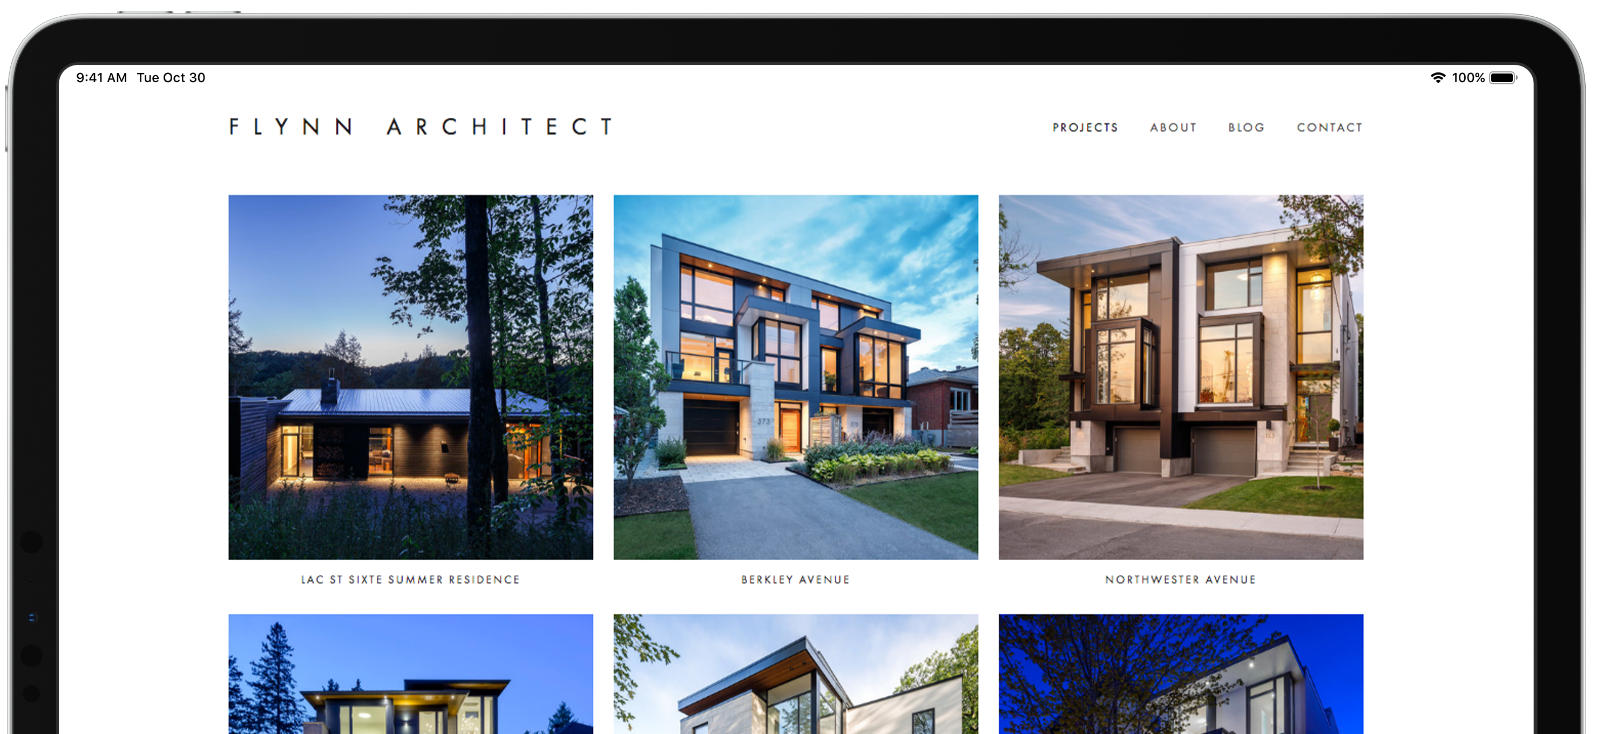 9:41 AM Tue Oct 30
100%
FLYNN ARCHITECT
PROJECTS ABOUT BLOG CONTACT
373
LAC ST SIXTE SUMMER RESIDENCE
BERKLEY AVENUE
NORTHWESTER AVENUE